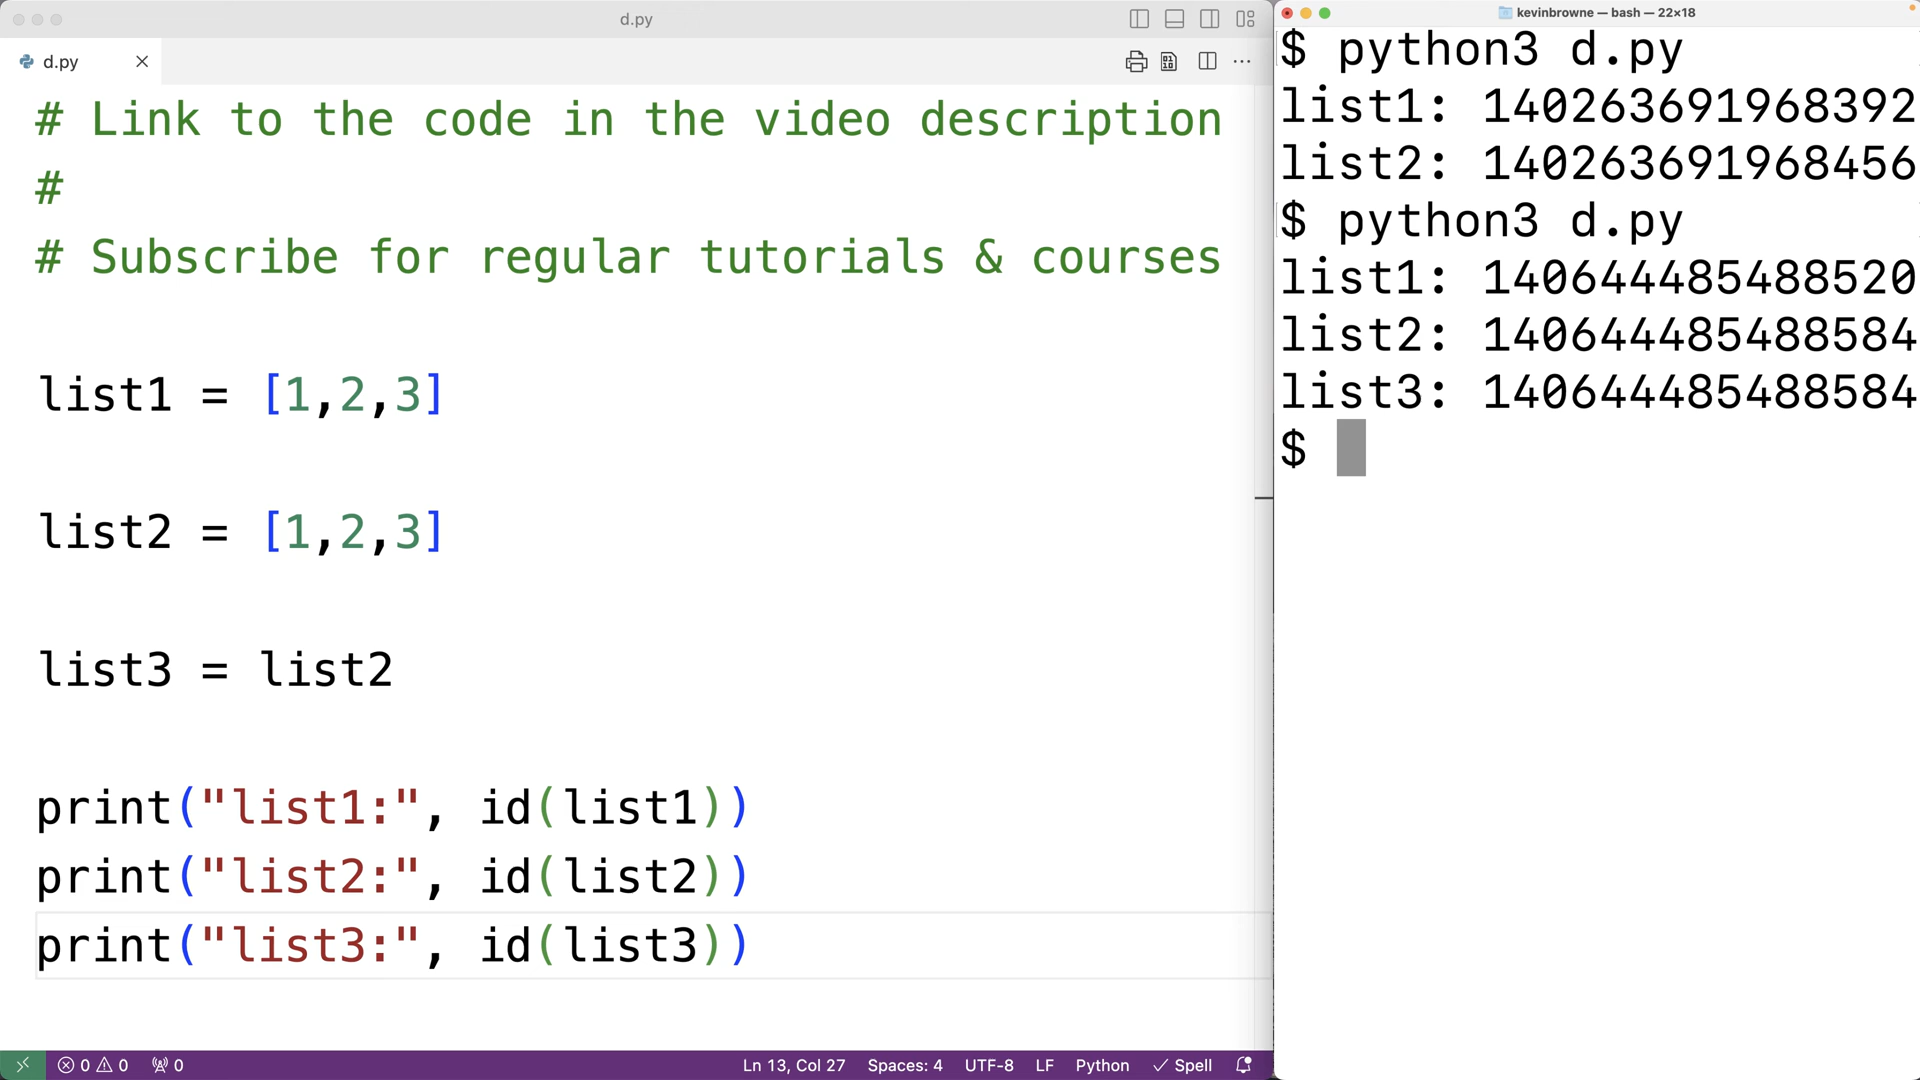 d.py
d.py
# Link to the code in the video description
#
# Subscribe for regular tutorials & courses
list1 = [1,2,3]
list2 = [1,2,3]
list3 = list2
print("list1:", id(list1))
print("list2:", id(list2))
print("list3:", id(list3))
0 0 0 Ln 13, Col 27 Spaces: 4 UTF-8 LF Python Spell
kevinbrowne — bash — 22×18
$ python3 d.py
list1: 140263691968392
list2: 140263691968456
$ python3 d.py
list1: 140644485488520
list2: 140644485488584
list3: 140644485488584
$